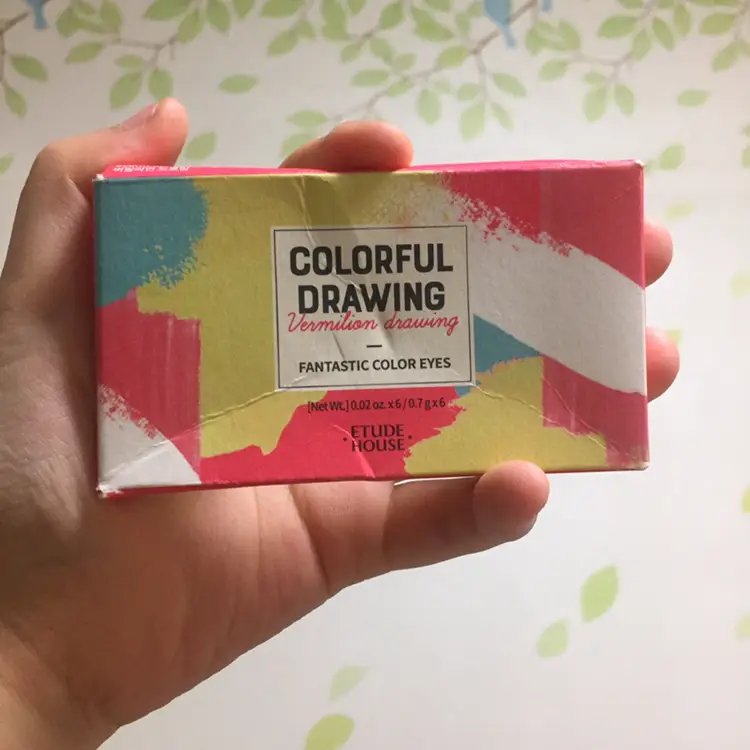 COLORFUL
DRAWING
Vermilion drawing
FANTASTIC COLOR EYES
[Net Wt.] 0.02 oz. x 6 / 0.7 g x 6
ETUDE
HOUSE